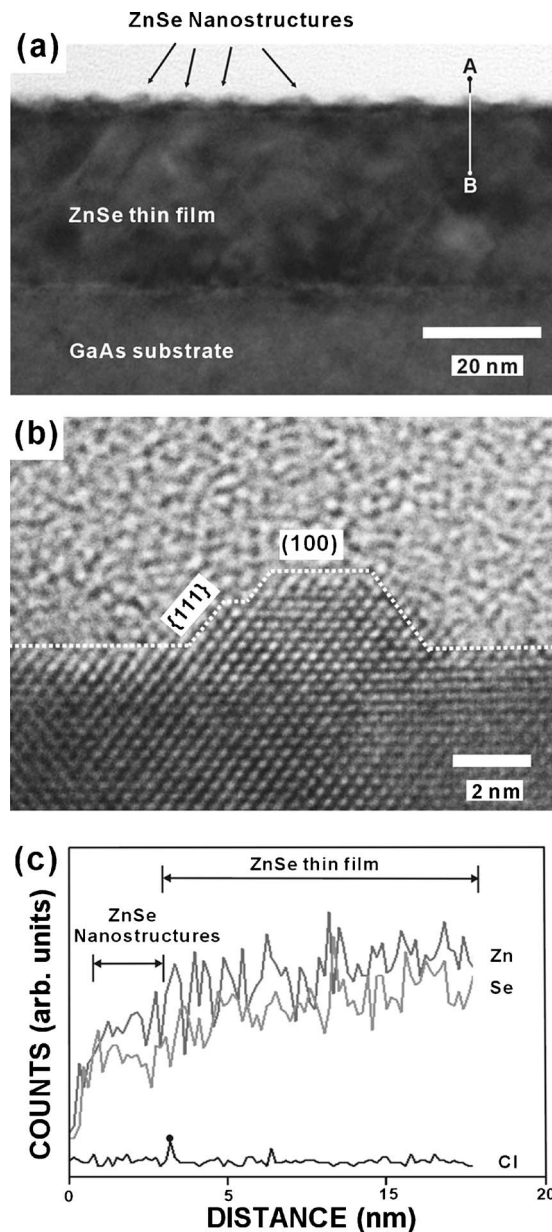 (a)
ZnSe Nanostructures
A
B
ZnSe thin film
GaAs substrate
20 nm
(b)
(100)
{111}
2 nm
(c)
ZnSe thin film
ZnSe
Nanostructures
Zn
Se
Cl
COUNTS (arb. units)
0 5 10 15 20
DISTANCE (nm)